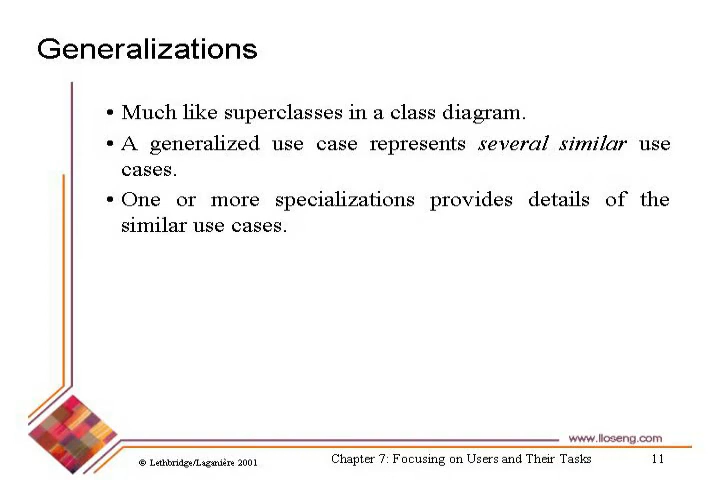 Generalizations
• Much like superclasses in a class diagram.
• A generalized use case represents several similar use
cases.
• One or more specializations provides details of the
similar use cases.
www.lloseng.com
© Lethbridge/Laganière 2001
Chapter 7: Focusing on Users and Their Tasks
11